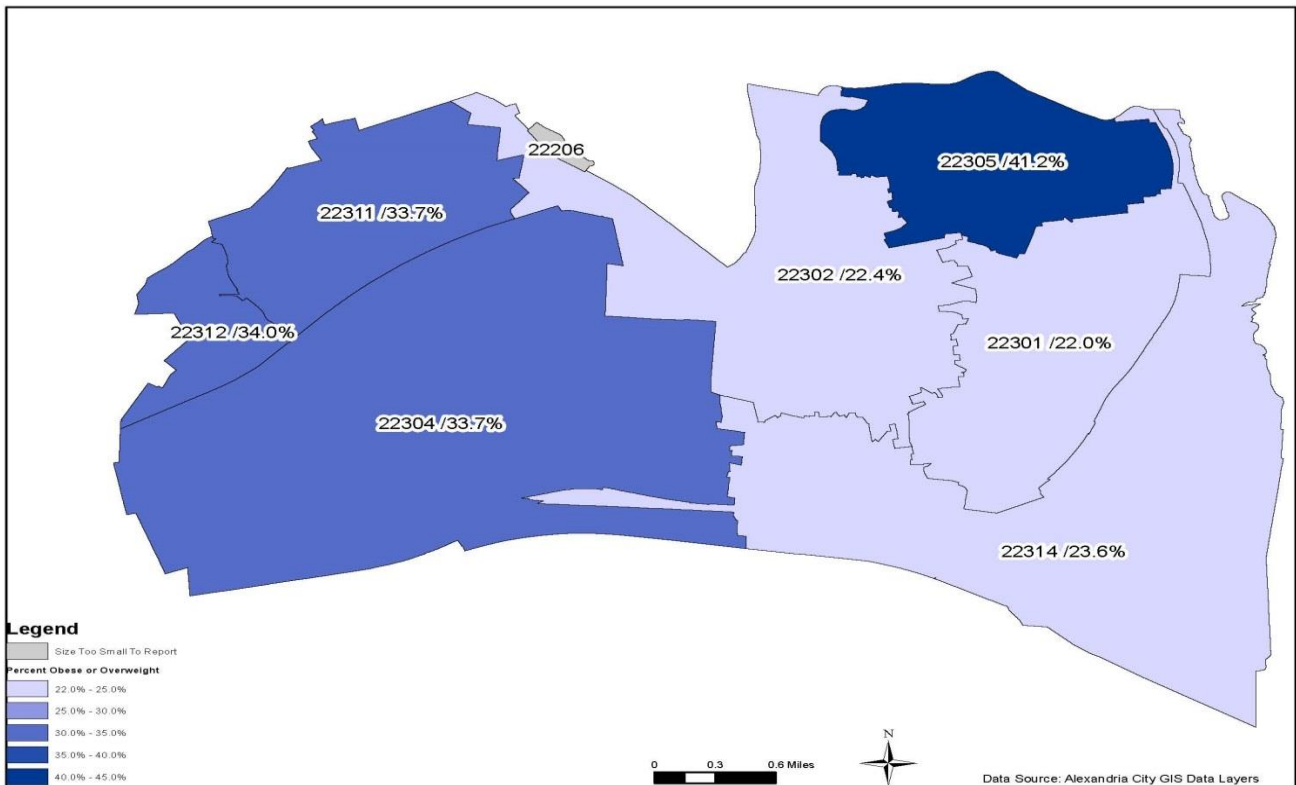 22206
22305 /41.2%
22311 /33.7%
22302 /22.4%
22312 /34.0%
22301 /22.0%
22304 /33.7%
22314 /23.6%
Legend
Size Too Small To Report
Percent Obese or Overweight
22.0% - 25.0%
25.0% - 30.0%
30.0% - 35.0%
35.0% - 40.0%
40.0% - 45.0%
0 0.3 0.6 Miles
N
Data Source: Alexandria City GIS Data Layers